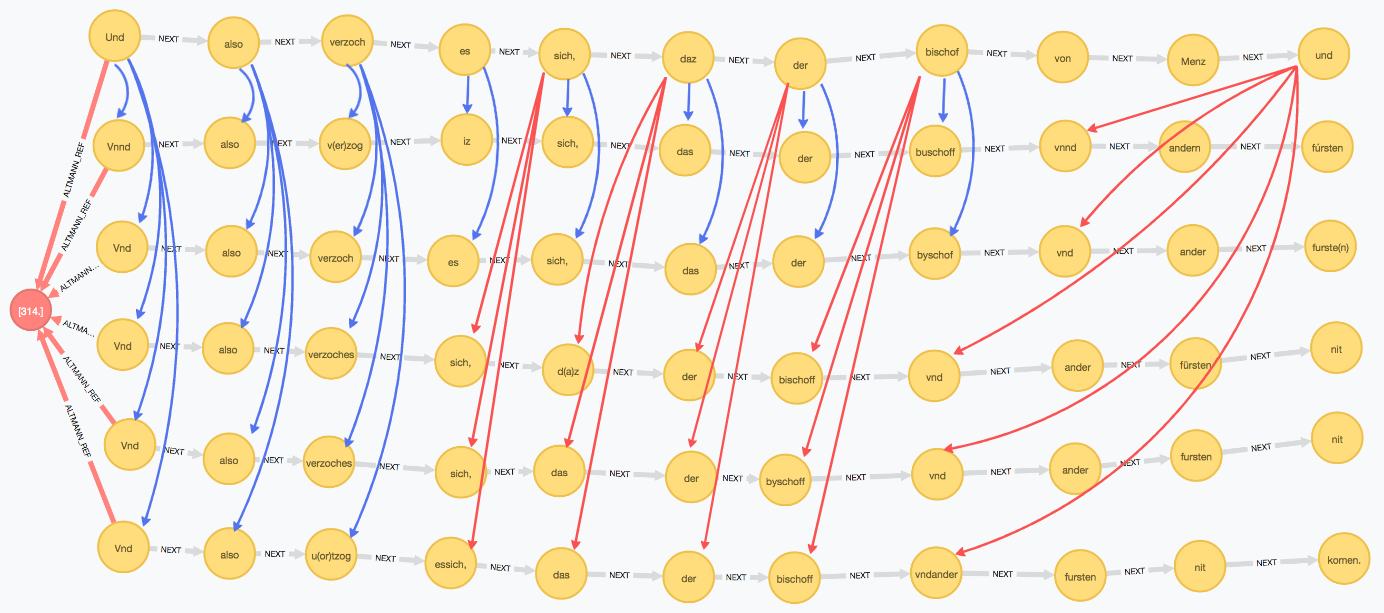 Und NEXT also NEXT verzoch NEXT es NEXT sich, NEXT daz NEXT der NEXT bischof NEXT von NEXT Menz NEXT und
Vnnd NEXT also NEXT v(er)zog NEXT iz NEXT sich, NEXT das NEXT der NEXT buschoff NEXT vnnd NEXT andern NEXT fúrsten
ALTMANN_REF
ALTMANN_REF
Vnd NEXT also NEXT verzoch NEXT es NEXT sich, NEXT das NEXT der NEXT byschof NEXT vnd NEXT ander NEXT furste(n)
ALTMANN...
[314.]
ALTMA...
Vnd NEXT also NEXT verzoches NEXT sich, NEXT d(a)z NEXT der NEXT bischoff NEXT vnd NEXT ander NEXT fürsten NEXT nit
ALTMANN_REF
ALTMANN_REF
Vnd NEXT also NEXT verzoches NEXT sich, NEXT das NEXT der NEXT byschoff NEXT vnd NEXT ander NEXT fursten NEXT nit
Vnd NEXT also NEXT u(or)tzog NEXT essich, NEXT das NEXT der NEXT bischoff NEXT vndander NEXT fursten NEXT nit NEXT komen.